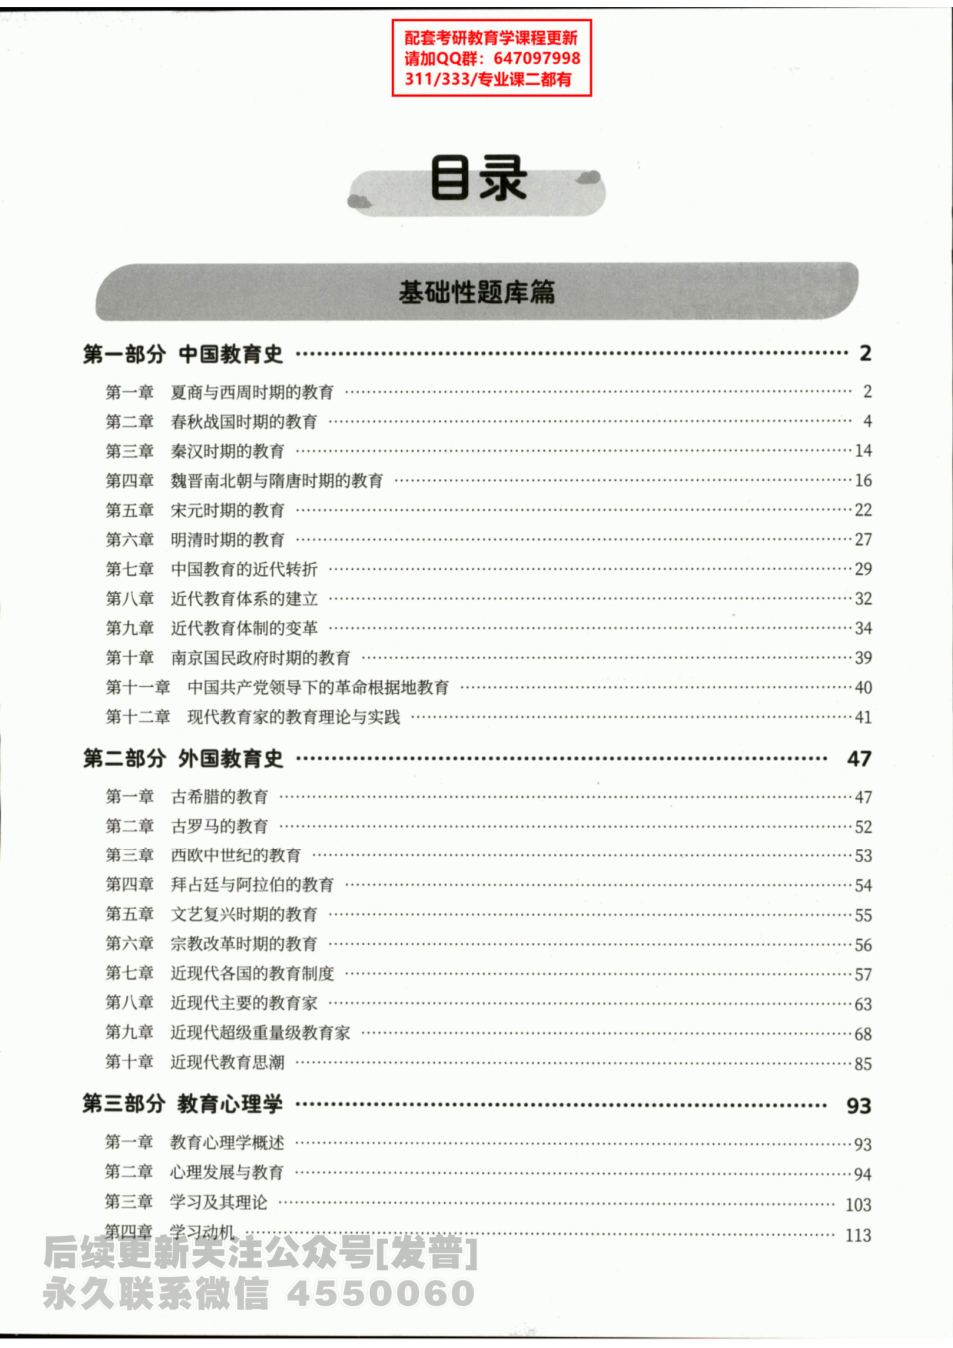 配套考研教育学课程更新
请加QQ群：647097998
311/333/专业课二都有
目录
基础性题库篇
第一部分 中国教育史 2
第一章 夏商与西周时期的教育 2
第二章 春秋战国时期的教育 4
第三章 秦汉时期的教育 14
第四章 魏晋南北朝与隋唐时期的教育 16
第五章 宋元时期的教育 22
第六章 明清时期的教育 27
第七章 中国教育的近代转折 29
第八章 近代教育体系的建立 32
第九章 近代教育体制的变革 34
第十章 南京国民政府时期的教育 39
第十一章 中国共产党领导下的革命根据地教育 40
第十二章 现代教育家的教育理论与实践 41
第二部分 外国教育史 47
第一章 古希腊的教育 47
第二章 古罗马的教育 52
第三章 西欧中世纪的教育 53
第四章 拜占廷与阿拉伯的教育 54
第五章 文艺复兴时期的教育 55
第六章 宗教改革时期的教育 56
第七章 近现代各国的教育制度 57
第八章 近现代主要的教育家 63
第九章 近现代超级重量级教育家 68
第十章 近现代教育思潮 85
第三部分 教育心理学 93
第一章 教育心理学概述 93
第二章 心理发展与教育 94
第三章 学习及其理论 103
第四章 学习动机 113
后续更新关注公众号[发普]
永久联系微信 4550060